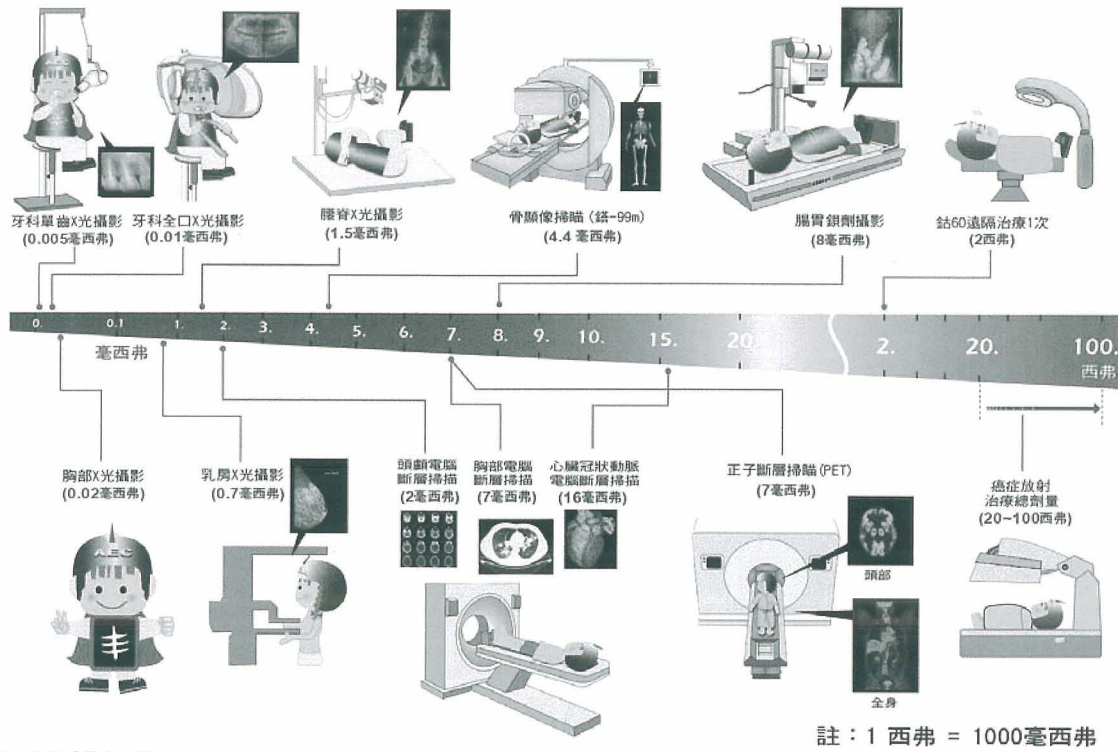 牙科單齒X光攝影
(0.005毫西弗)
牙科全口X光攝影
(0.01毫西弗)
腰脊X光攝影
(1.5毫西弗)
骨顯像掃瞄 (鎝-99m)
(4.4 毫西弗)
腸胃鋇劑攝影
(8毫西弗)
鈷60遠隔治療1次
(2西弗)
0. 0.1 1. 2. 3. 4. 5. 6. 7. 8. 9. 10. 15. 20. 2. 20. 100.
毫西弗
西弗
胸部X光攝影
(0.02毫西弗)
乳房X光攝影
(0.7毫西弗)
頭顱電腦
斷層掃描
(2毫西弗)
胸部電腦
斷層掃描
(7毫西弗)
心臟冠狀動脈
電腦斷層掃描
(16毫西弗)
正子斷層掃瞄(PET)
(7毫西弗)
癌症放射
治療總劑量
(20~100西弗)
AEC
頭部
全身
註：1 西弗 = 1000毫西弗